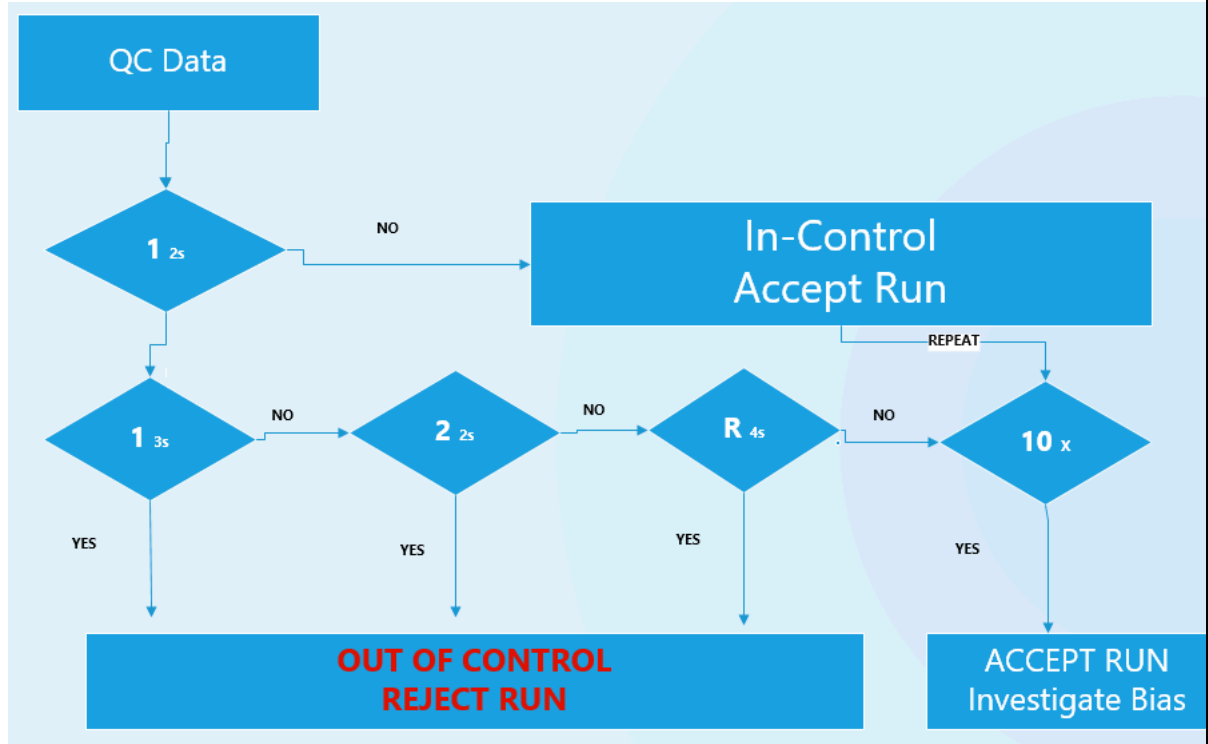 QC Data
1 2s
NO
In-Control
Accept Run
REPEAT
1 3s
NO
2 2s
NO
R 4s
NO
10 x
YES
YES
YES
YES
OUT OF CONTROL
REJECT RUN
ACCEPT RUN
Investigate Bias